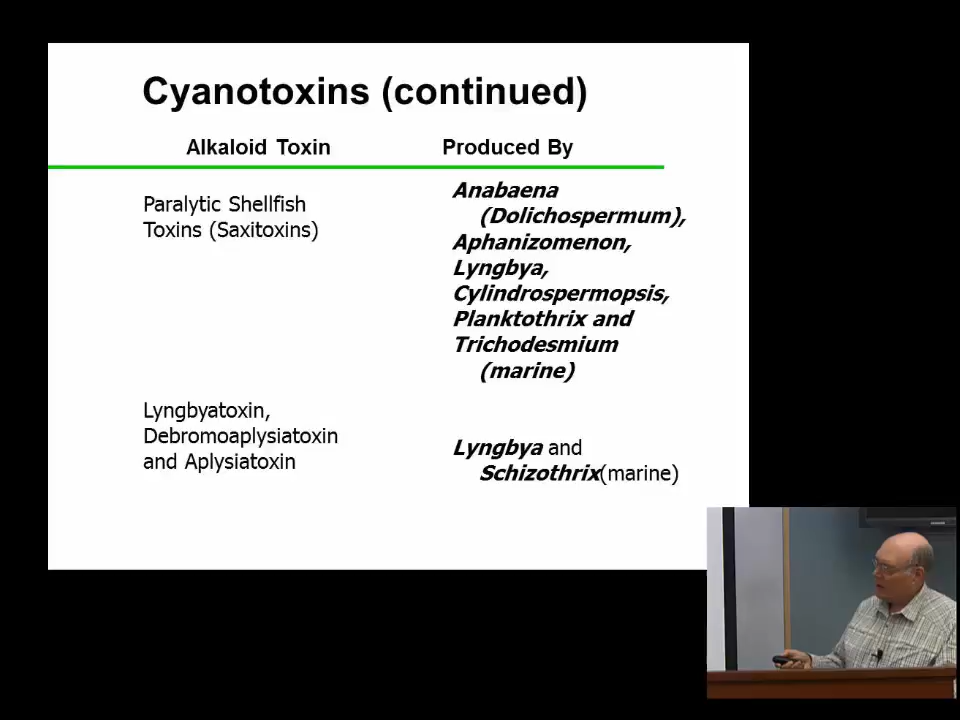 Cyanotoxins (continued)
Alkaloid Toxin
Produced By
Paralytic Shellfish
Toxins (Saxitoxins)
Anabaena
(Dolichospermum),
Aphanizomenon,
Lyngbya,
Cylindrospermopsis,
Planktothrix and
Trichodesmium
(marine)
Lyngbyatoxin,
Debromoaplysiatoxin
and Aplysiatoxin
Lyngbya and
Schizothrix(marine)